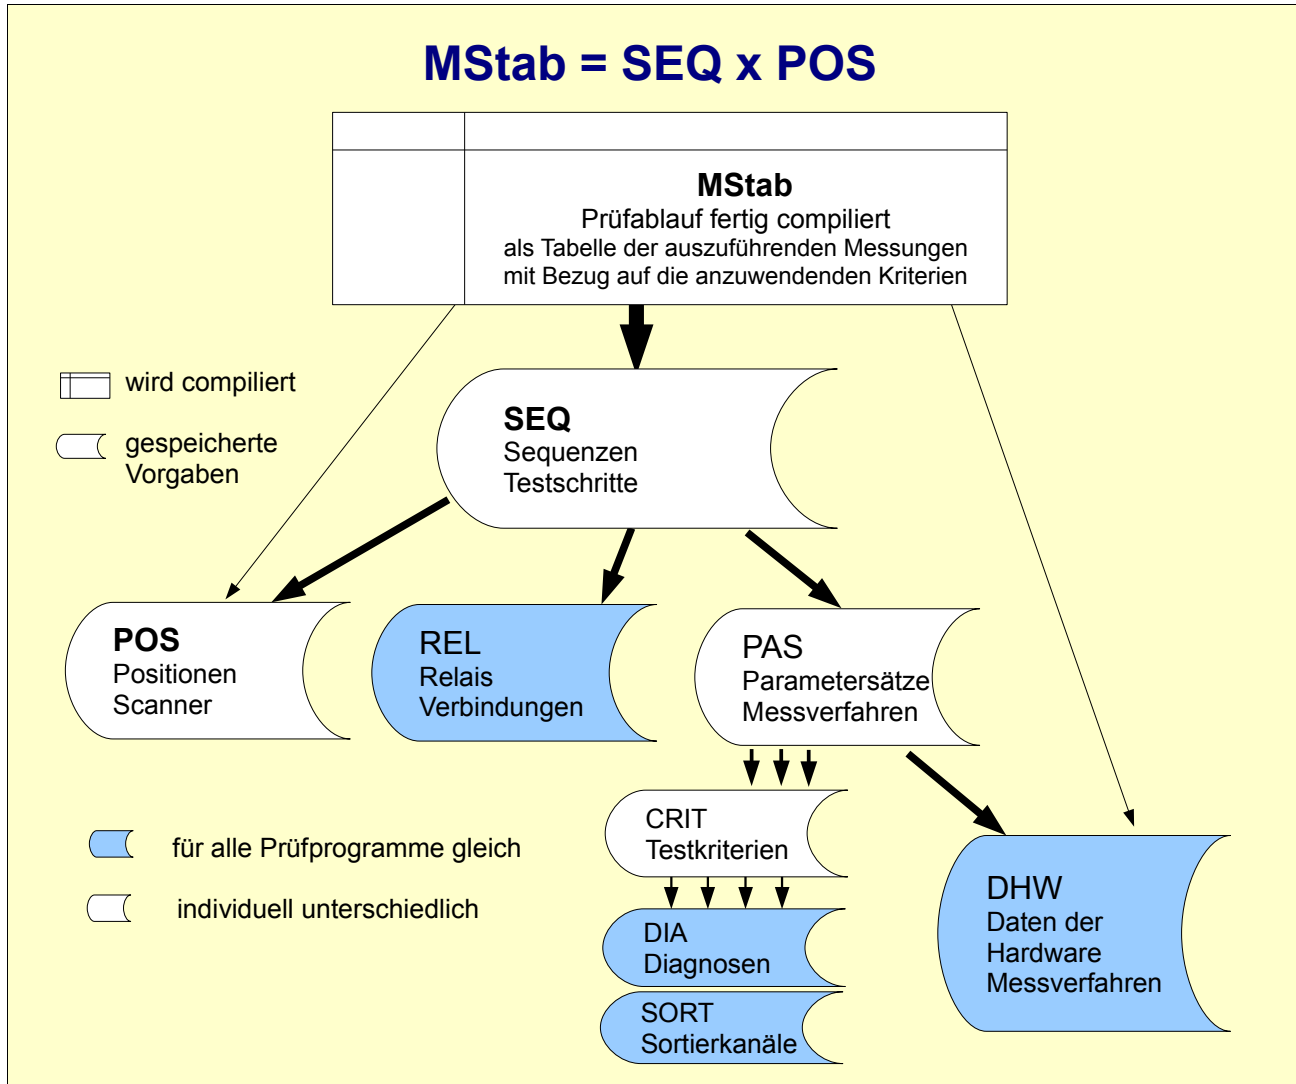 MStab = SEQ x POS
MStab
Prüfablauf fertig compiliert
als Tabelle der auszuführenden Messungen
mit Bezug auf die anzuwendenden Kriterien
wird compiliert
gespeicherte
Vorgaben
SEQ
Sequenzen
Testschritte
POS
Positionen
Scanner
REL
Relais
Verbindungen
PAS
Parametersätze
Messverfahren
CRIT
Testkriterien
für alle Prüfprogramme gleich
individuell unterschiedlich
DIA
Diagnosen
SORT
Sortierkanäle
DHW
Daten der
Hardware
Messverfahren